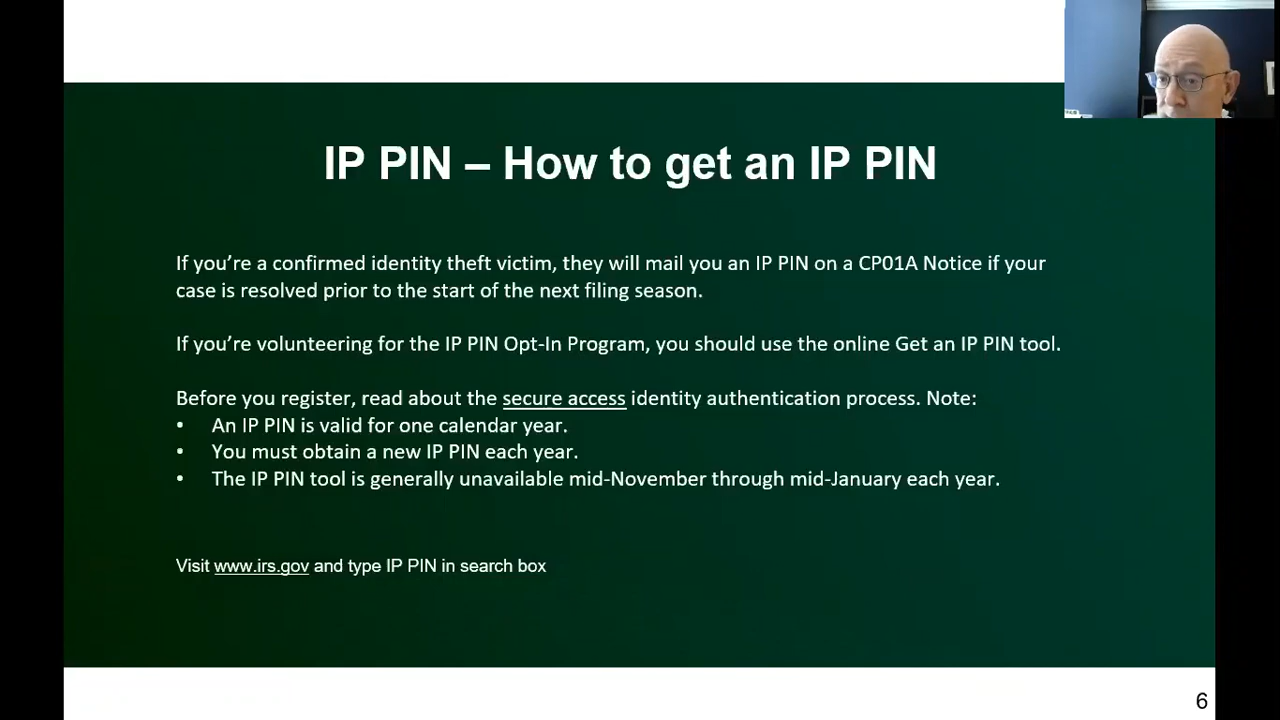 IP PIN – How to get an IP PIN
If you’re a confirmed identity theft victim, they will mail you an IP PIN on a CP01A Notice if your
case is resolved prior to the start of the next filing season.
If you’re volunteering for the IP PIN Opt-In Program, you should use the online Get an IP PIN tool.
Before you register, read about the secure access identity authentication process. Note:
• An IP PIN is valid for one calendar year.
• You must obtain a new IP PIN each year.
• The IP PIN tool is generally unavailable mid-November through mid-January each year.
Visit www.irs.gov and type IP PIN in search box
6